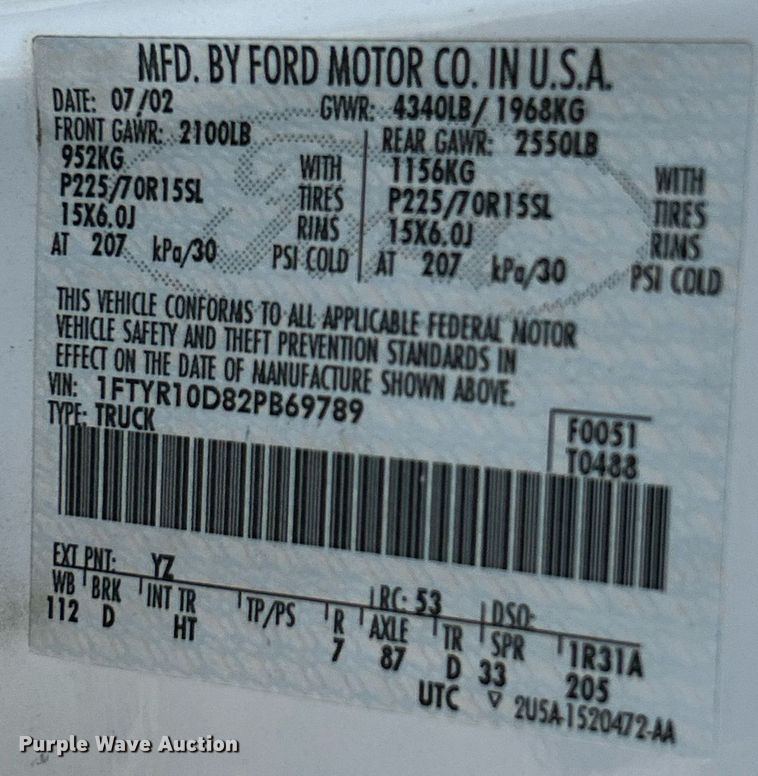 MFD. BY FORD MOTOR CO. IN U.S.A.
DATE: 07/02 GVWR: 4340LB/ 1968KG
FRONT GAWR: 2100LB REAR GAWR: 2550LB
952KG WITH 1156KG WITH
P225/70R15SL TIRES P225/70R15SL TIRES
15X6.0J RIMS 15X6.0J RIMS
AT 207 kPa/30 PSI COLD AT 207 kPa/30 PSI COLD
THIS VEHICLE CONFORMS TO ALL APPLICABLE FEDERAL MOTOR
VEHICLE SAFETY AND THEFT PREVENTION STANDARDS IN
EFFECT ON THE DATE OF MANUFACTURE SHOWN ABOVE.
VIN: 1FTYR10D82PB69789
TYPE: TRUCK
F0051
T0488
EXT PNT: YZ RC: 53 DSO:
WB BRK INT TR TP/PS R AXLE TR SPR 1R31A
112 D HT 7 87 D 33 205
UTC ▽ 2U5A-1520472-AA
Purple Wave Auction